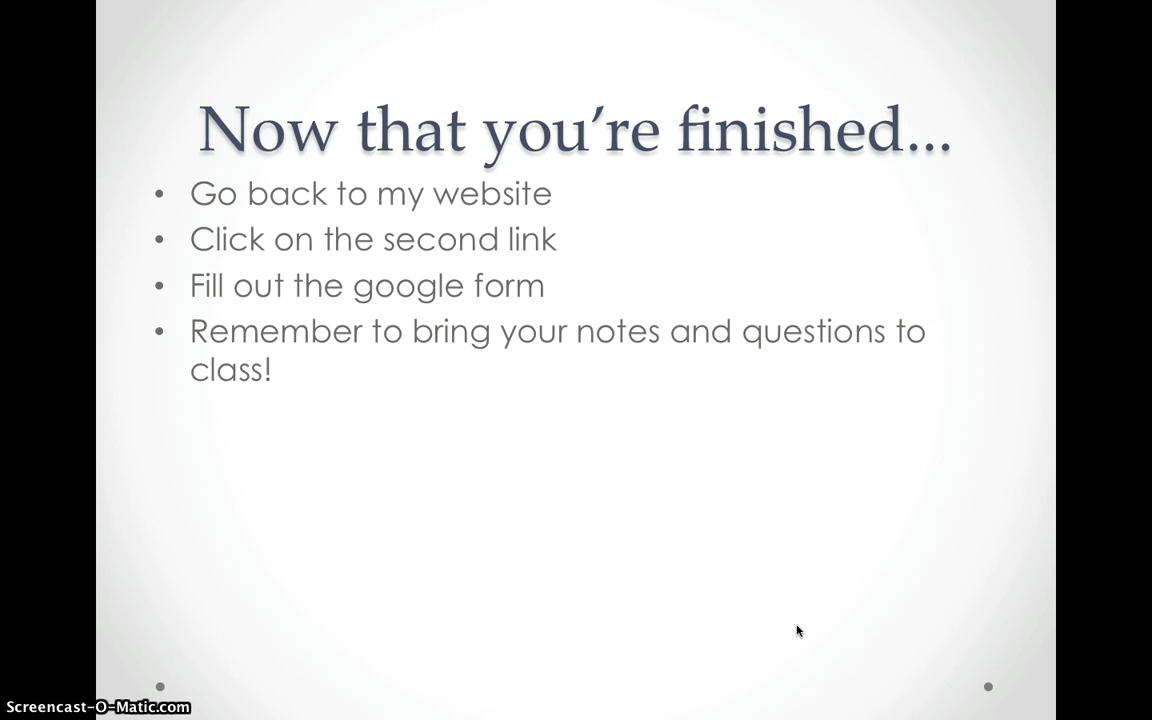 Now that you’re finished...
• Go back to my website
• Click on the second link
• Fill out the google form
• Remember to bring your notes and questions to
class!
Screencast-O-Matic.com